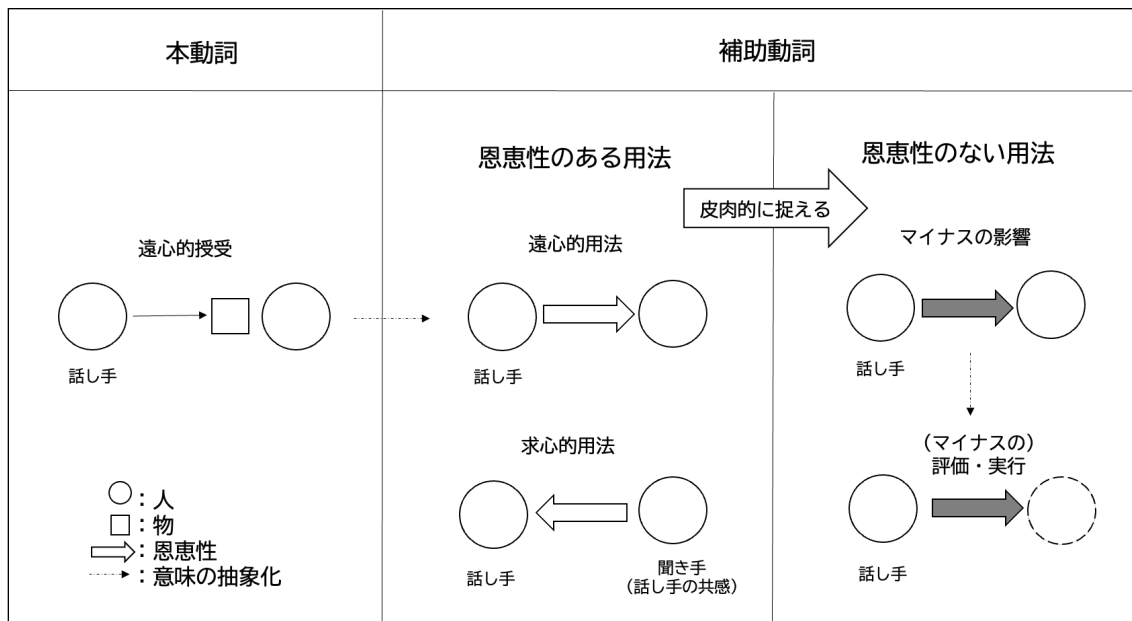 本動詞
補助動詞
遠心的授受
話し手
恩恵性のある用法
遠心的用法
話し手
求心的用法
話し手
聞き手
(話し手の共感)
皮肉的に捉える
恩恵性のない用法
マイナスの影響
話し手
(マイナスの)
評価・実行
話し手
:人
:物
:恩恵性
:意味の抽象化